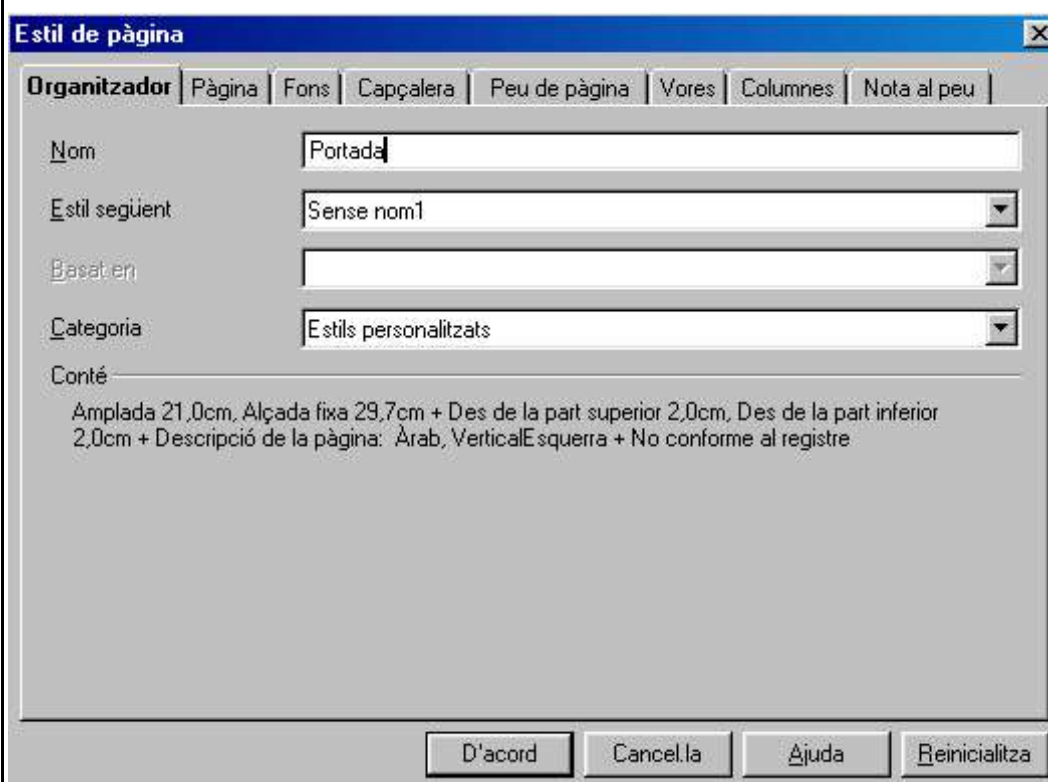 Estil de pàgina
Organitzador Pàgina Fons Capçalera Peu de pàgina Vores Columnes Nota al peu
Nom Portada
Estil següent Sense nom1
Basat en
Categoria Estils personalitzats
Conté
Amplada 21,0cm, Alçada fixa 29,7cm + Des de la part superior 2,0cm, Des de la part inferior
2,0cm + Descripció de la pàgina: Àrab, VerticalEsquerra + No conforme al registre
D'acord Cancel.la Ajuda Reinicialitza